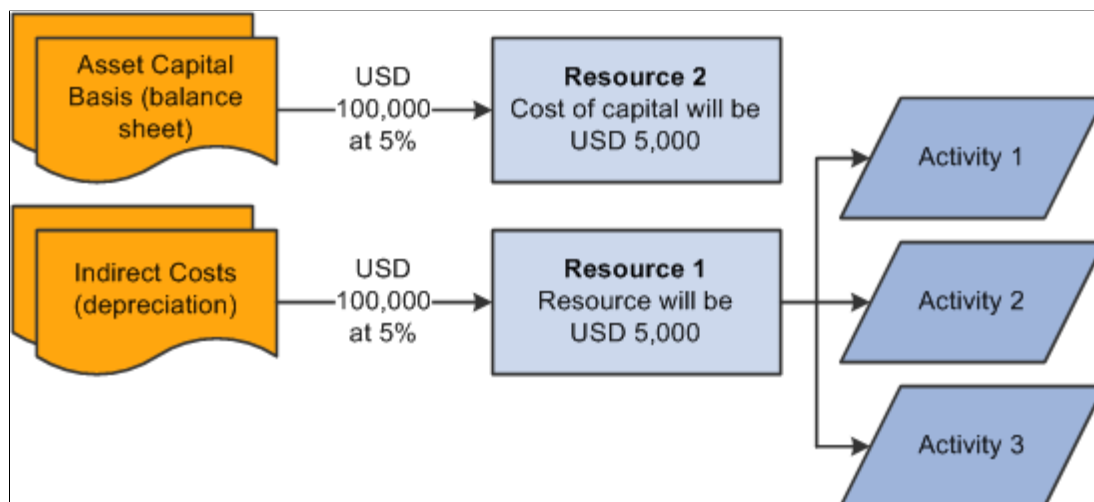 Asset Capital
Basis (balance
sheet)
USD
100,000
at 5%
Resource 2
Cost of capital will be
USD 5,000
Activity 1
Indirect Costs
(depreciation)
USD
100,000
at 5%
Resource 1
Resource will be
USD 5,000
Activity 2
Activity 3